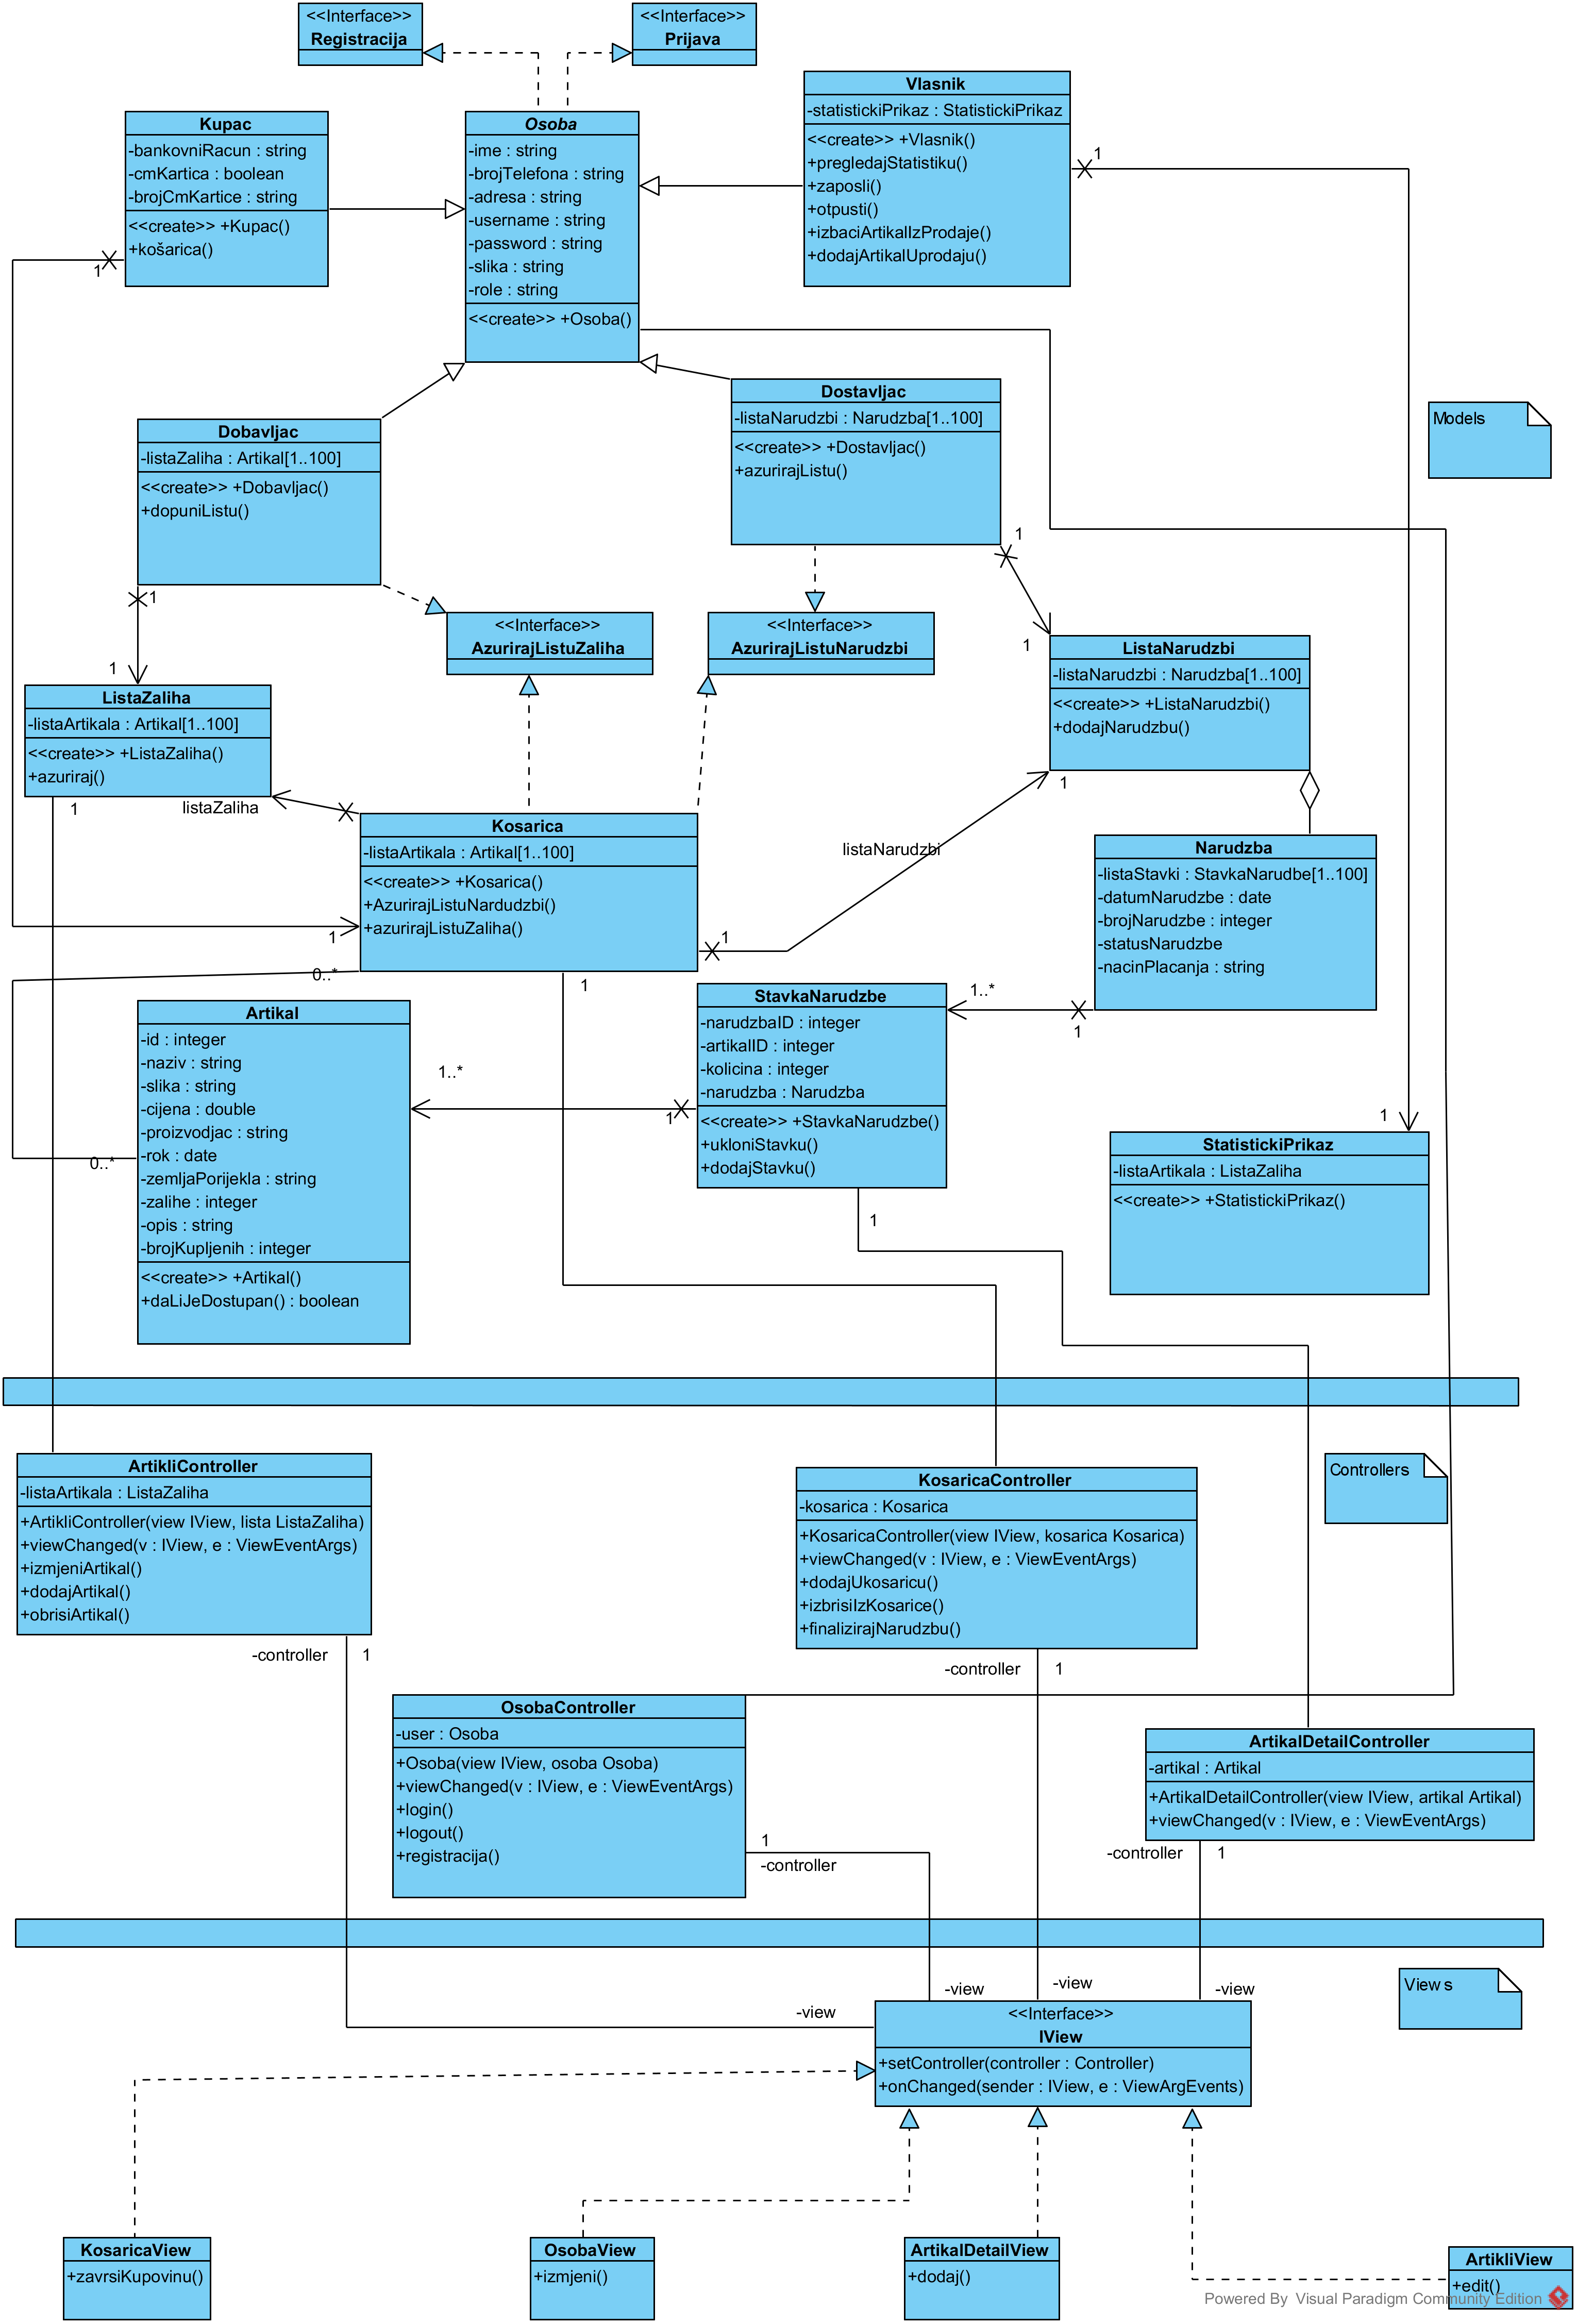 <<Interface>>
Registracija
<<Interface>>
Prijava
Vlasnik
-statistickiPrikaz : StatistickiPrikaz
<<create>> +Vlasnik()
+pregledajStatistiku()
+zaposli()
+otpusti()
+izbaciArtikalIzProdaje()
+dodajArtikalUprodaju()
1
Kupac
-bankovniRacun : string
-cmKartica : boolean
-brojCmKartice : string
<<create>> +Kupac()
+košarica()
1
Osoba
-ime : string
-brojTelefona : string
-adresa : string
-username : string
-password : string
-slika : string
-role : string
<<create>> +Osoba()
Dostavljac
-listaNarudzbi : Narudzba[1..100]
<<create>> +Dostavljac()
+azurirajListu()
1
Models
Dobavljac
-listaZaliha : Artikal[1..100]
<<create>> +Dobavljac()
+dopuniListu()
1
<<Interface>>
AzurirajListuZaliha
<<Interface>>
AzurirajListuNarudzbi
1
ListaNarudzbi
-listaNarudzbi : Narudzba[1..100]
<<create>> +ListaNarudzbi()
+dodajNarudzbu()
1
1
ListaZaliha
-listaArtikala : Artikal[1..100]
<<create>> +ListaZaliha()
+azuriraj()
1
listaZaliha
Kosarica
-listaArtikala : Artikal[1..100]
<<create>> +Kosarica()
+AzurirajListuNardudzbi()
+azurirajListuZaliha()
1
1
listaNarudzbi
0..*
1
Narudzba
-listaStavki : StavkaNarudbe[1..100]
-datumNarudzbe : date
-brojNarudzbe : integer
-statusNarudzbe
-nacinPlacanja : string
1..*
1
Artikal
-id : integer
-naziv : string
-slika : string
-cijena : double
-proizvodjac : string
-rok : date
-zemljaPorijekla : string
-zalihe : integer
-opis : string
-brojKupljenih : integer
<<create>> +Artikal()
+daLiJeDostupan() : boolean
0..*
1..*
1
StavkaNarudzbe
-narudzbaID : integer
-artikalID : integer
-kolicina : integer
-narudzba : Narudzba
<<create>> +StavkaNarudzbe()
+ukloniStavku()
+dodajStavku()
1
1
StatistickiPrikaz
-listaArtikala : ListaZaliha
<<create>> +StatistickiPrikaz()
ArtikliController
-listaArtikala : ListaZaliha
+ArtikliController(view IView, lista ListaZaliha)
+viewChanged(v : IView, e : ViewEventArgs)
+izmjeniArtikal()
+dodajArtikal()
+obrisiArtikal()
-controller
1
KosaricaController
-kosarica : Kosarica
+KosaricaController(view IView, kosarica Kosarica)
+viewChanged(v : IView, e : ViewEventArgs)
+dodajUkosaricu()
+izbrisiIzKosarice()
+finalizirajNarudzbu()
-controller
1
Controllers
OsobaController
-user : Osoba
+Osoba(view IView, osoba Osoba)
+viewChanged(v : IView, e : ViewEventArgs)
+login()
+logout()
+registracija()
1
-controller
ArtikalDetailController
-artikal : Artikal
+ArtikalDetailController(view IView, artikal Artikal)
+viewChanged(v : IView, e : ViewEventArgs)
-controller
1
Views
-view
-view
-view
-view
<<Interface>>
IView
+setController(controller : Controller)
+onChanged(sender : IView, e : ViewArgEvents)
KosaricaView
+zavrsiKupovinu()
OsobaView
+izmjeni()
ArtikalDetailView
+dodaj()
ArtikliView
+edit()
Powered By Visual Paradigm Community Edition